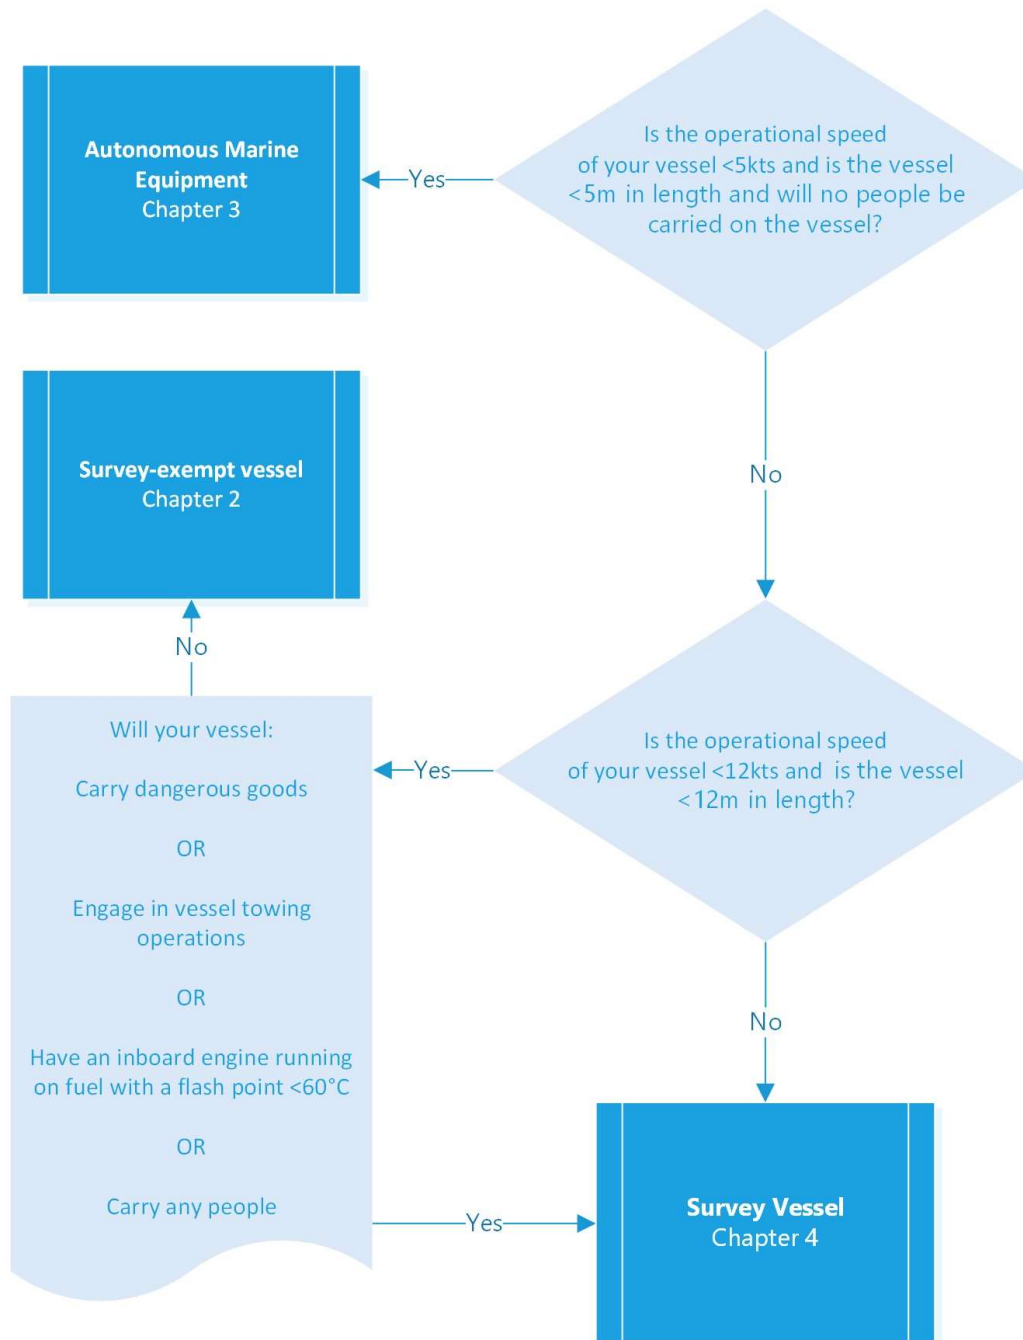 Is the operational speed
of your vessel <5kts and is the vessel
<5m in length and will no people be
carried on the vessel?
Yes
Autonomous Marine
Equipment
Chapter 3
No
Survey-exempt vessel
Chapter 2
No
Is the operational speed
of your vessel <12kts and is the vessel
<12m in length?
Yes
Will your vessel:
Carry dangerous goods
OR
Engage in vessel towing
operations
OR
Have an inboard engine running
on fuel with a flash point <60°C
OR
Carry any people
No
Yes
Survey Vessel
Chapter 4